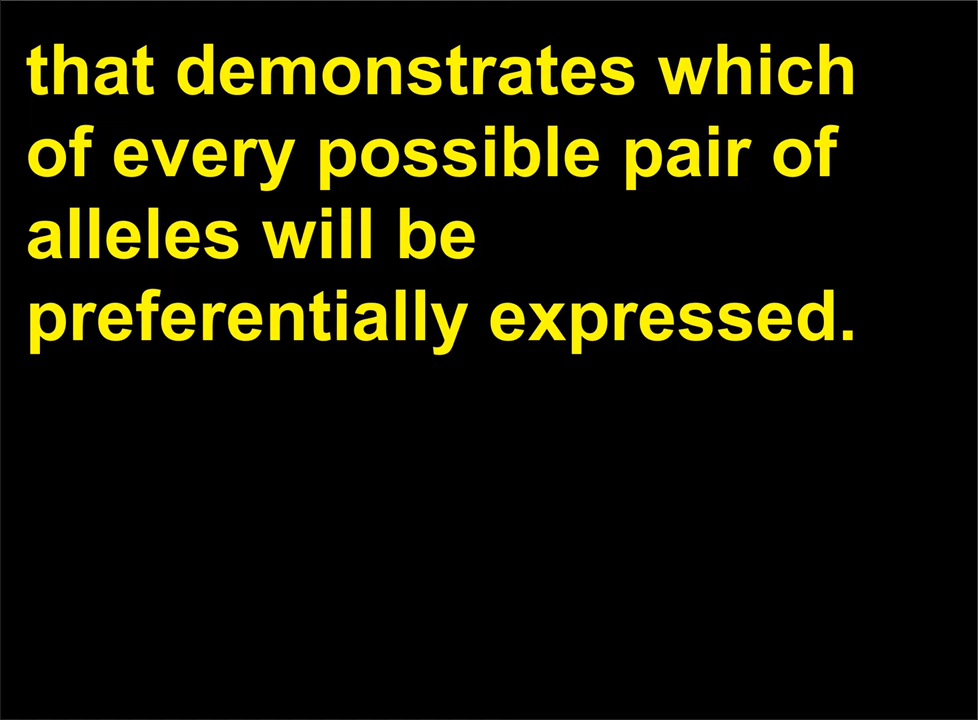 that demonstrates which
of every possible pair of
alleles will be
preferentially expressed.